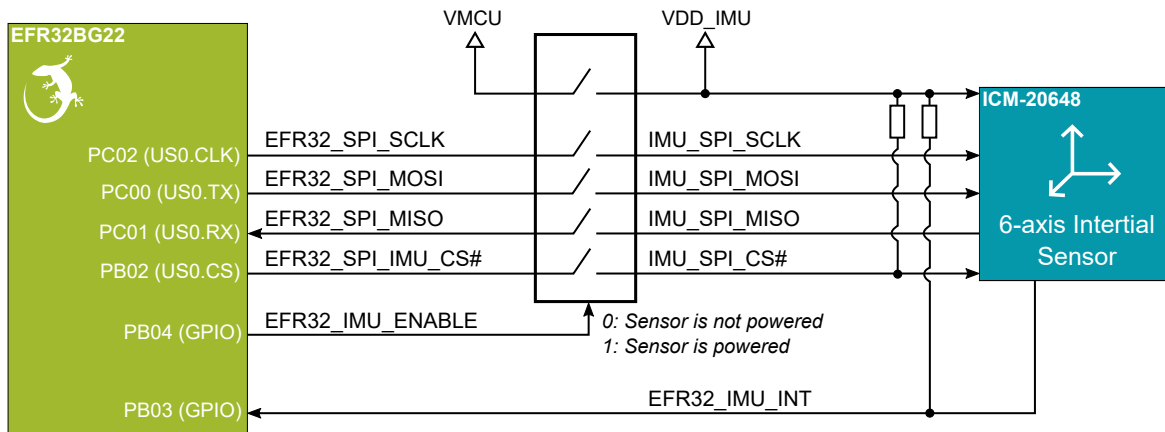 VMCU
VDD_IMU
EFR32BG22
ICM-20648
PC02 (US0.CLK)
EFR32_SPI_SCLK
IMU_SPI_SCLK
PC00 (US0.TX)
EFR32_SPI_MOSI
IMU_SPI_MOSI
PC01 (US0.RX)
EFR32_SPI_MISO
IMU_SPI_MISO
6-axis Intertial
Sensor
PB02 (US0.CS)
EFR32_SPI_IMU_CS#
IMU_SPI_CS#
PB04 (GPIO)
EFR32_IMU_ENABLE
0: Sensor is not powered
1: Sensor is powered
PB03 (GPIO)
EFR32_IMU_INT